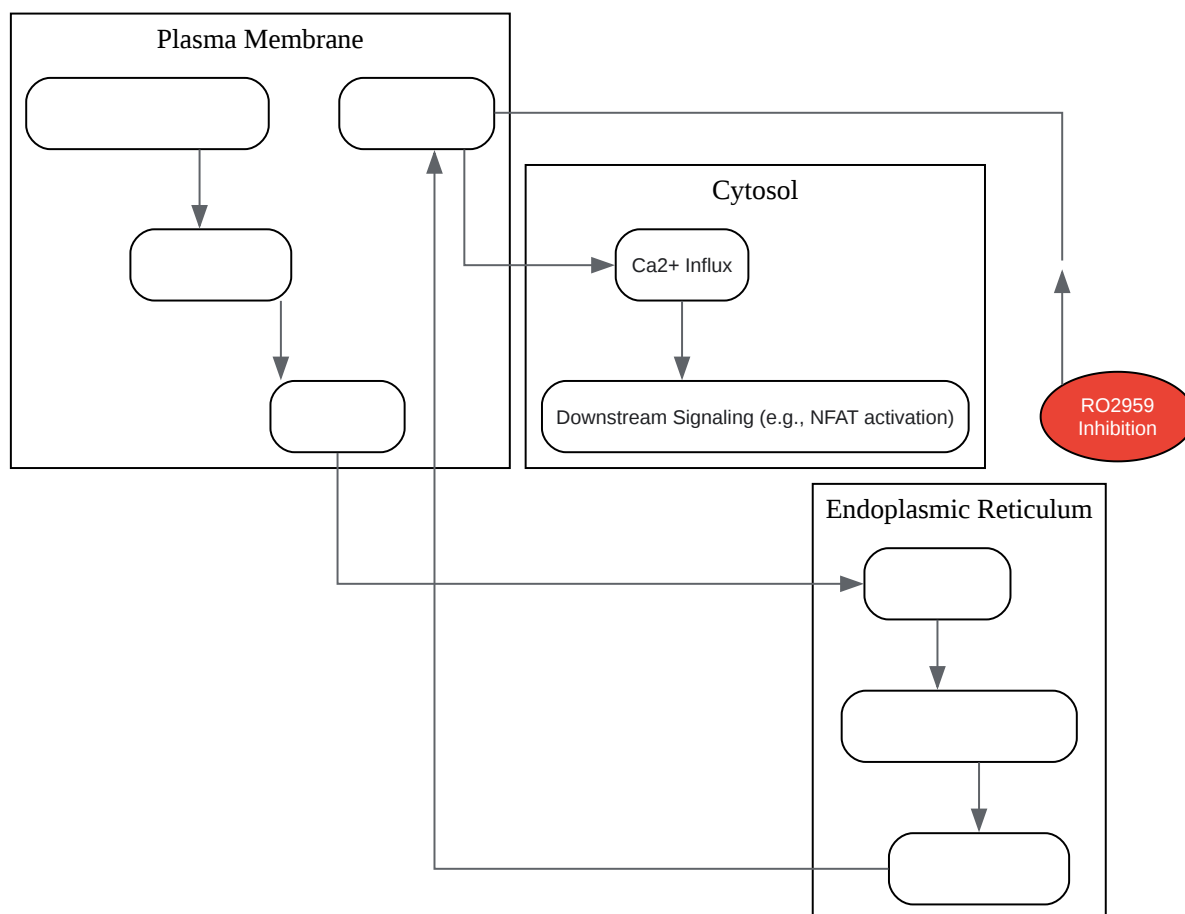 Plasma Membrane
Cytosol
Ca2+ Influx
Downstream Signaling (e.g., NFAT activation)
RO2959
Inhibition
Endoplasmic Reticulum